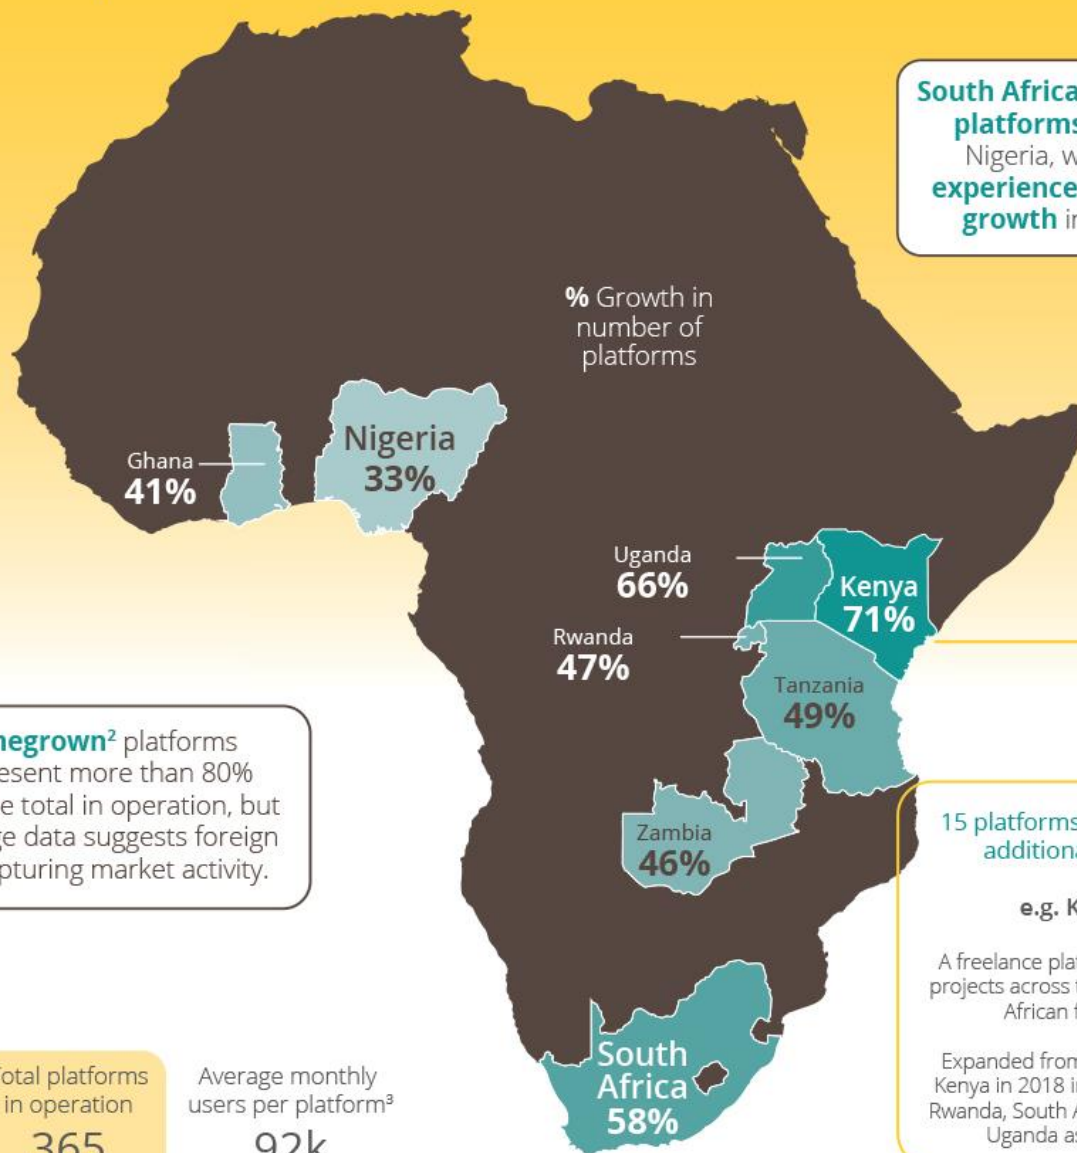 South Africa
platforms
Nigeria, w
experience
growth in
% Growth in
number of
platforms
Nigeria
33%
Ghana
41%
Uganda
66%
Kenya
71%
Rwanda
47%
Tanzania
49%
Zambia
46%
South
Africa
58%
negrown² platforms
esent more than 80%
e total in operation, but
ge data suggests foreign
pturing market activity.
15 platforms
additiona
e.g. K
A freelance plat
projects across t
African f
Expanded from
Kenya in 2018 i
Rwanda, South A
Uganda as
otal platforms
in operation
365
Average monthly
users per platform³
92k